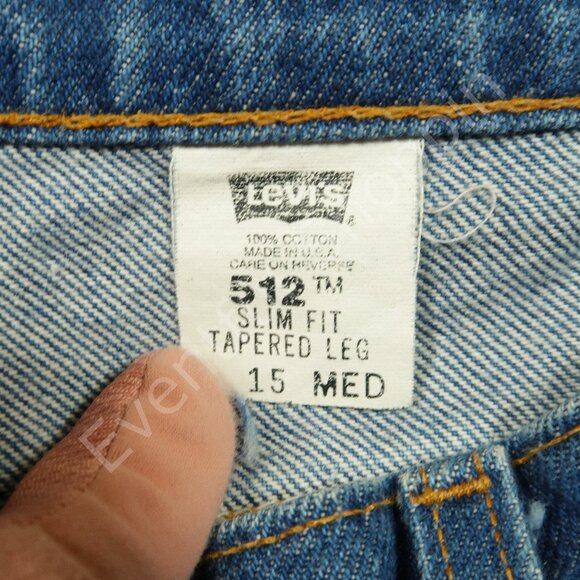 Levi's
®
100% COTTON
MADE IN U.S.A.
CARE ON REVERSE
512™
SLIM FIT
TAPERED LEG
15 MED